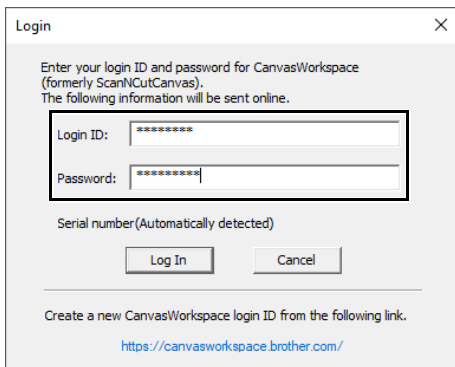 Login
Enter your login ID and password for CanvasWorkspace
(formerly ScanNCutCanvas).
The following information will be sent online.
Login ID: ********
Password: *********
Serial number(Automatically detected)
Log In Cancel
Create a new CanvasWorkspace login ID from the following link.
https://canvasworkspace.brother.com/